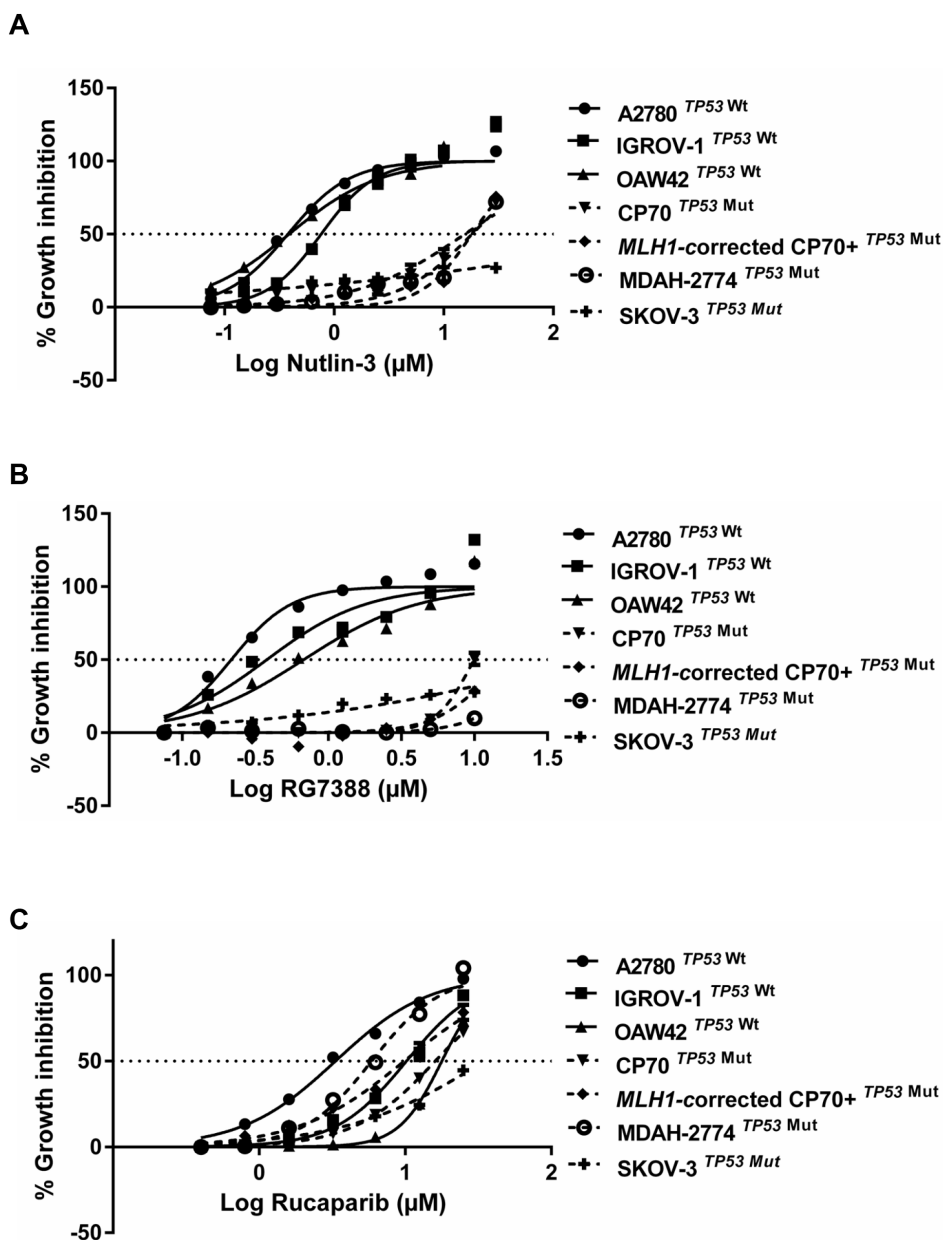 A
150
100
50
0
-50
% Growth inhibition
-1
0
1
2
Log Nutlin-3 (µM)
A2780 TP53 Wt
IGROV-1 TP53 Wt
OAW42 TP53 Wt
CP70 TP53 Mut
MLH1-corrected CP70+ TP53 Mut
MDAH-2774 TP53 Mut
SKOV-3 TP53 Mut
B
150
100
50
0
-50
% Growth inhibition
-1.0
-0.5
0.0
0.5
1.0
1.5
Log RG7388 (µM)
A2780 TP53 Wt
IGROV-1 TP53 Wt
OAW42 TP53 Wt
CP70 TP53 Mut
MLH1-corrected CP70+ TP53 Mut
MDAH-2774 TP53 Mut
SKOV-3 TP53 Mut
C
100
50
0
-50
% Growth inhibition
0
1
2
Log Rucaparib (µM)
A2780 TP53 Wt
IGROV-1 TP53 Wt
OAW42 TP53 Wt
CP70 TP53 Mut
MLH1-corrected CP70+ TP53 Mut
MDAH-2774 TP53 Mut
SKOV-3 TP53 Mut